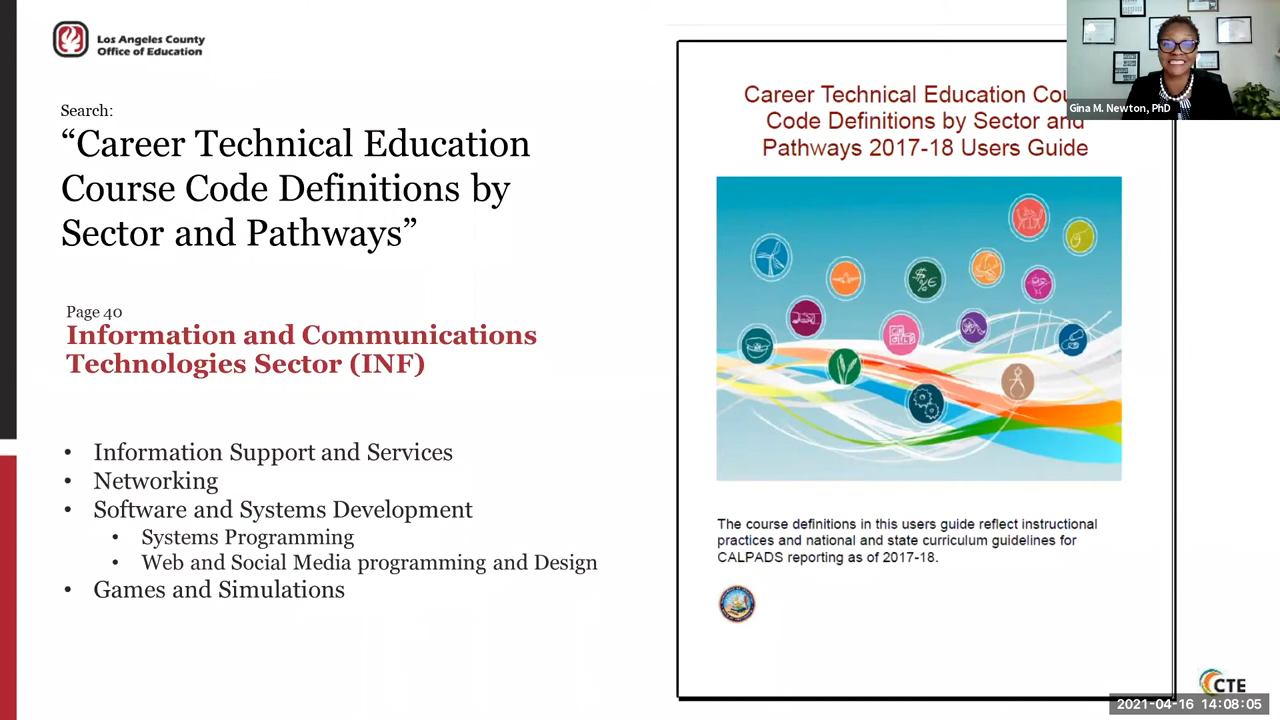 Los Angeles County
Office of Education
Search:
“Career Technical Education
Course Code Definitions by
Sector and Pathways”
Page 40
Information and Communications
Technologies Sector (INF)
• Information Support and Services
• Networking
• Software and Systems Development
• Systems Programming
• Web and Social Media programming and Design
• Games and Simulations
Career Technical Education Cou
Code Definitions by Sector and
Pathways 2017-18 Users Guide
The course definitions in this users guide reflect instructional
practices and national and state curriculum guidelines for
CALPADS reporting as of 2017-18.
Gina M. Newton, PhD
CTE
2021-04-16 14:08:05